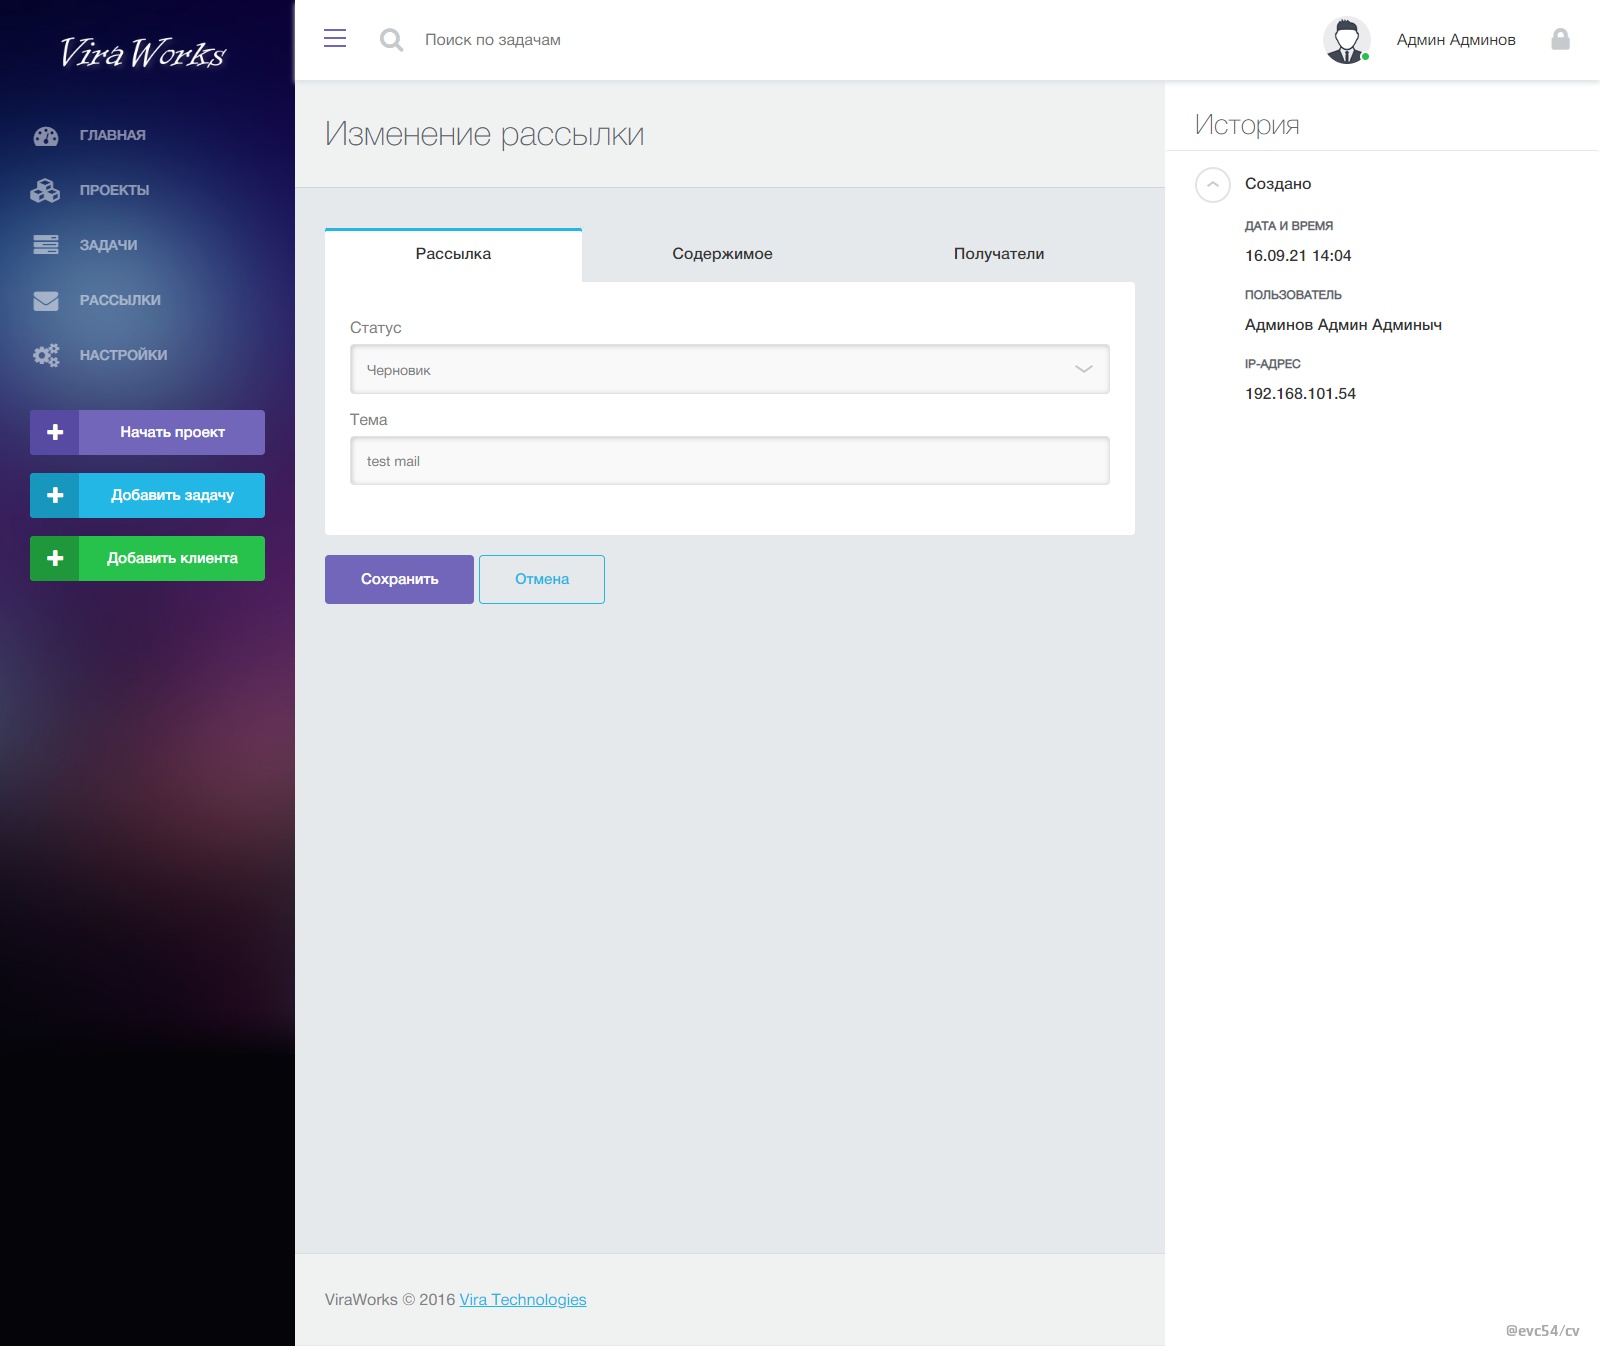 Vira Works
ГЛАВНАЯ
ПРОЕКТЫ
ЗАДАЧИ
РАССЫЛКИ
НАСТРОЙКИ
Начать проект
Добавить задачу
Добавить клиента
Поиск по задачам
Админ Админов
Изменение рассылки
Рассылка
Содержимое
Получатели
Статус
Черновик
Тема
test mail
Сохранить
Отмена
История
Создано
ДАТА И ВРЕМЯ
16.09.21 14:04
ПОЛЬЗОВАТЕЛЬ
Админов Админ Админыч
IP-АДРЕС
192.168.101.54
ViraWorks © 2016 Vira Technologies
@evc54/cv